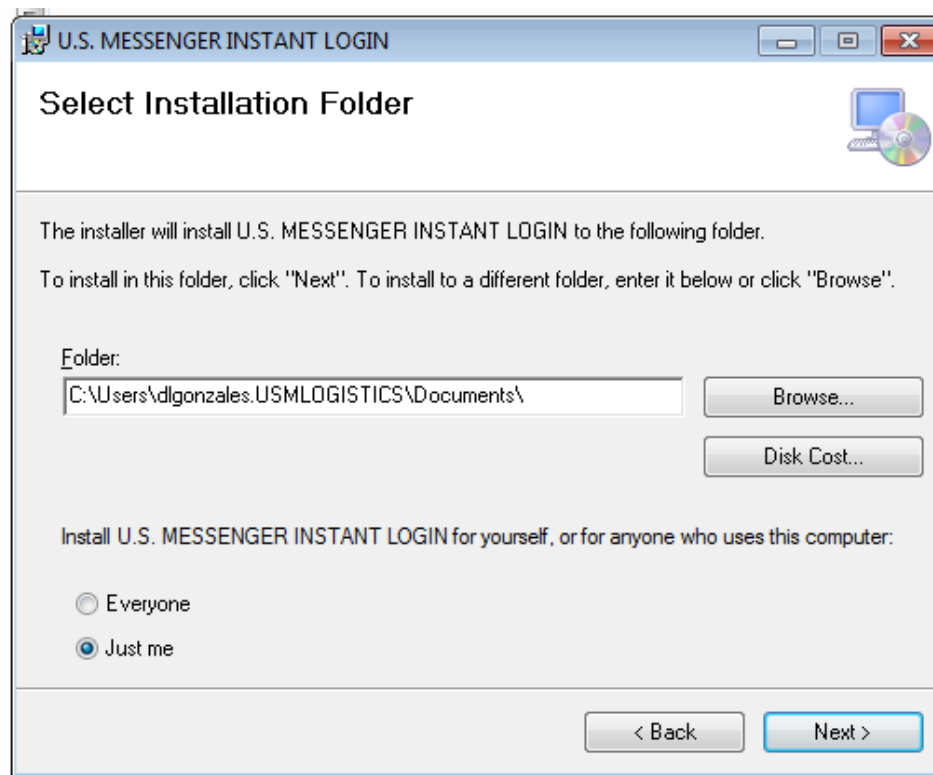 U.S. MESSENGER INSTANT LOGIN
Select Installation Folder
The installer will install U.S. MESSENGER INSTANT LOGIN to the following folder.
To install in this folder, click "Next". To install to a different folder, enter it below or click "Browse".
Folder:
C:\Users\dlgonzales.USMLOGISTICS\Documents\
Browse...
Disk Cost...
Install U.S. MESSENGER INSTANT LOGIN for yourself, or for anyone who uses this computer:
Everyone
Just me
< Back
Next >